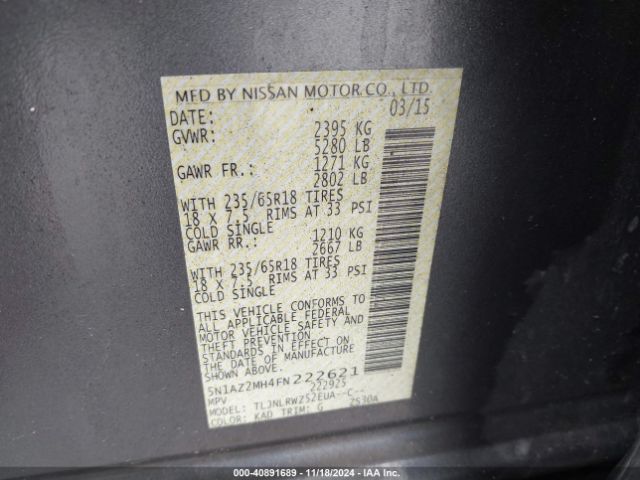 MFD BY NISSAN MOTOR CO., LTD.
DATE: 03/15
GVWR: 2395 KG
5280 LB
GAWR FR.: 1271 KG
2802 LB
WITH 235/65R18 TIRES
18 X 7.5 RIMS AT 33 PSI
COLD SINGLE
GAWR RR.: 1210 KG
2667 LB
WITH 235/65R18 TIRES
18 X 7.5 RIMS AT 33 PSI
COLD SINGLE
THIS VEHICLE CONFORMS TO
ALL APPLICABLE FEDERAL
MOTOR VEHICLE SAFETY AND
THEFT PREVENTION
STANDARDS IN EFFECT ON
THE DATE OF MANUFACTURE
SHOWN ABOVE.
5N1AZ2MH4FN222621
MPV 222925
MODEL: TLJNLRWZ52EUA--C--
COLOR: KAD TRIM: G Z530A
000-40891689 - 11/18/2024 - IAA Inc.